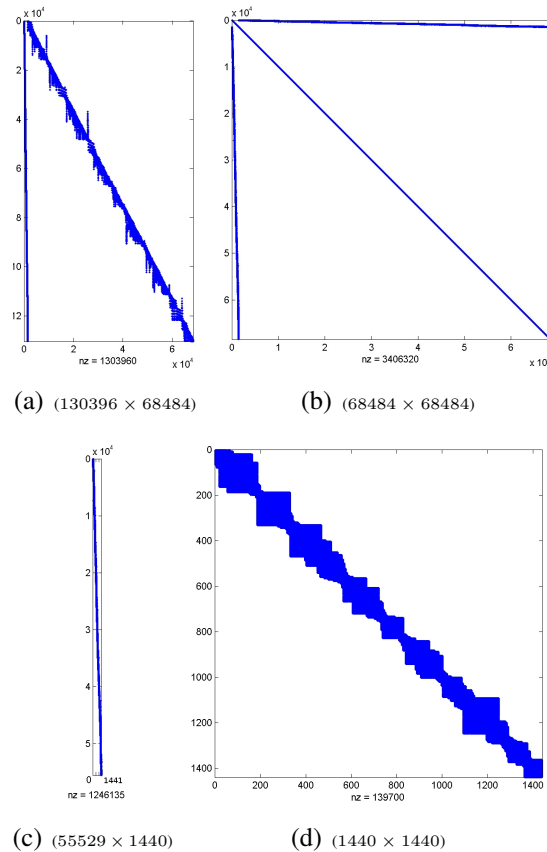 x 10^4
0
2
4
6
8
10
12
0 2 4 6
nz = 1303960
x 10^4
(a) (130396 × 68484)
x 10^4
0
1
2
3
4
5
6
0 1 2 3 4 5 6
nz = 3406320
x 10
(b) (68484 × 68484)
x 10^4
0
1
2
3
4
5
0 1441
nz = 1246135
(c) (55529 × 1440)
0
200
400
600
800
1000
1200
1400
0 200 400 600 800 1000 1200 1400
nz = 139700
(d) (1440 × 1440)